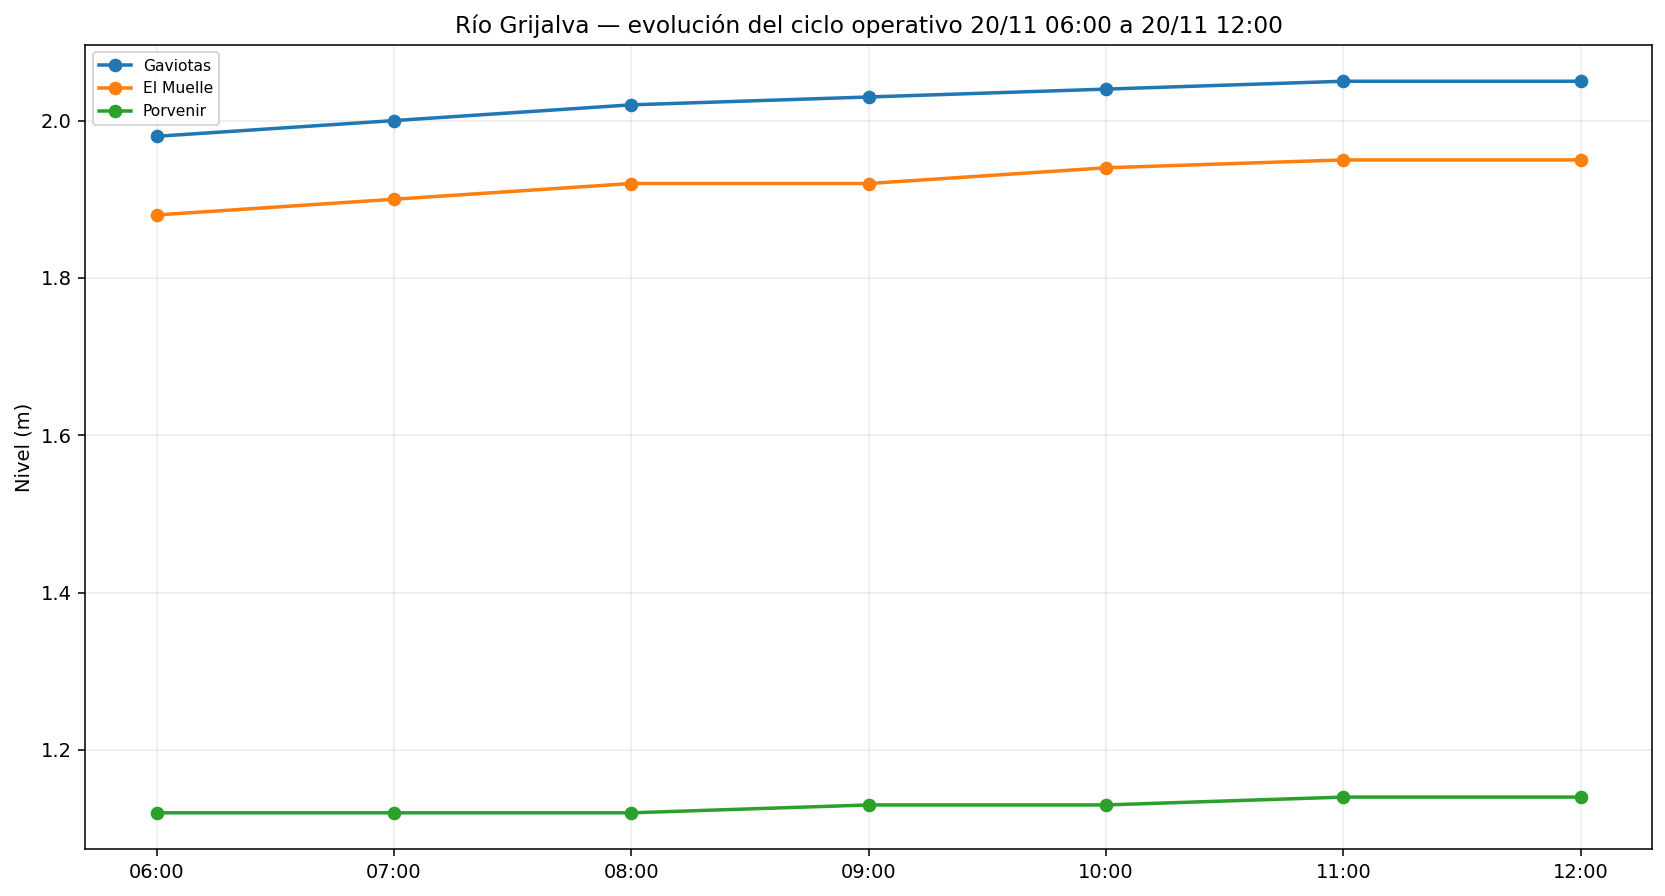 Río Grijalva — evolución del ciclo operativo 20/11 06:00 a 20/11 12:00
Gaviotas
El Muelle
Porvenir
Nivel (m)
2.0
1.8
1.6
1.4
1.2
06:00 07:00 08:00 09:00 10:00 11:00 12:00